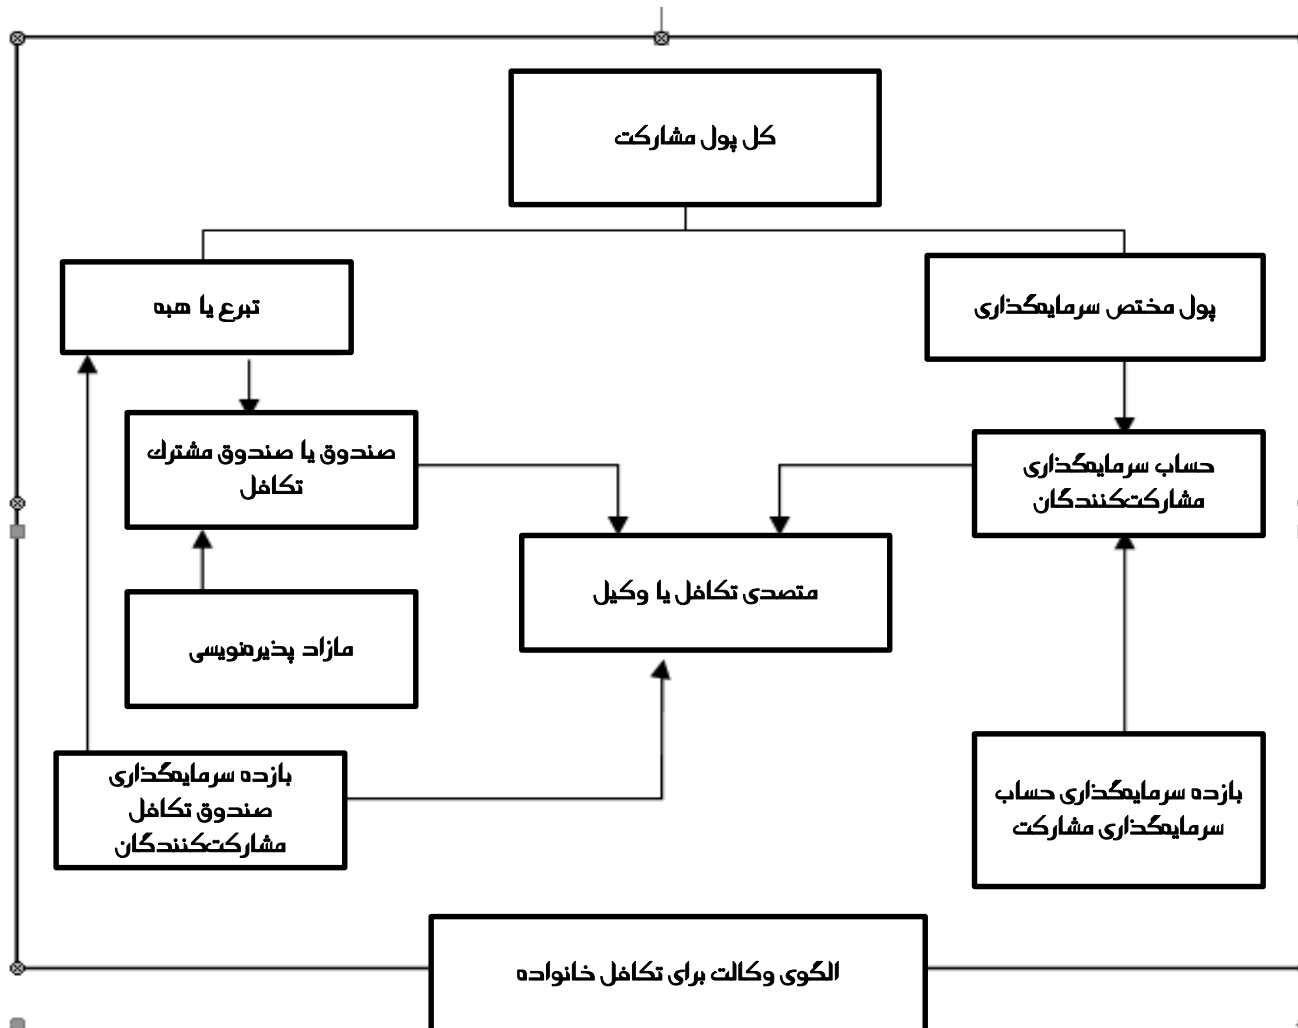 کل پول مشارکت
پول مختص سرمایه‌گذاری
تبرع یا هبه
صندوق یا صندوق مشترک
تکافل
حساب سرمایه‌گذاری
مشارکت‌کنندگان
متصدی تکافل یا وکیل
مازاد پذیره‌نویسی
بازده سرمایه‌گذاری حساب
سرمایه‌گذاری مشارکت
بازده سرمایه‌گذاری
صندوق تکافل
مشارکت‌کنندگان
الگوی وکالت برای تکافل خانواده